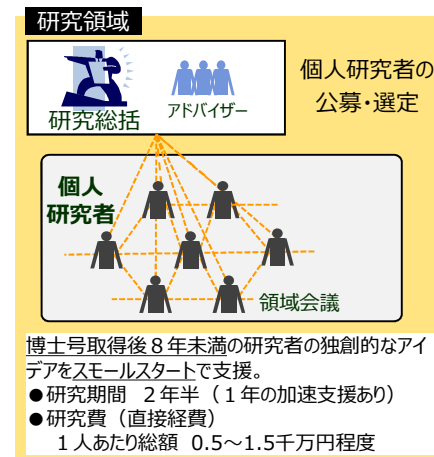 研究領域
個人研究者の
公募・選定
研究総括
アドバイザー
個人
研究者
領域会議
博士号取得後８年未満の研究者の独創的なアイ
デアをスモールスタートで支援。
●研究期間　２年半（１年の加速支援あり）
●研究費（直接経費）
１人あたり総額　0.5～1.5千万円程度